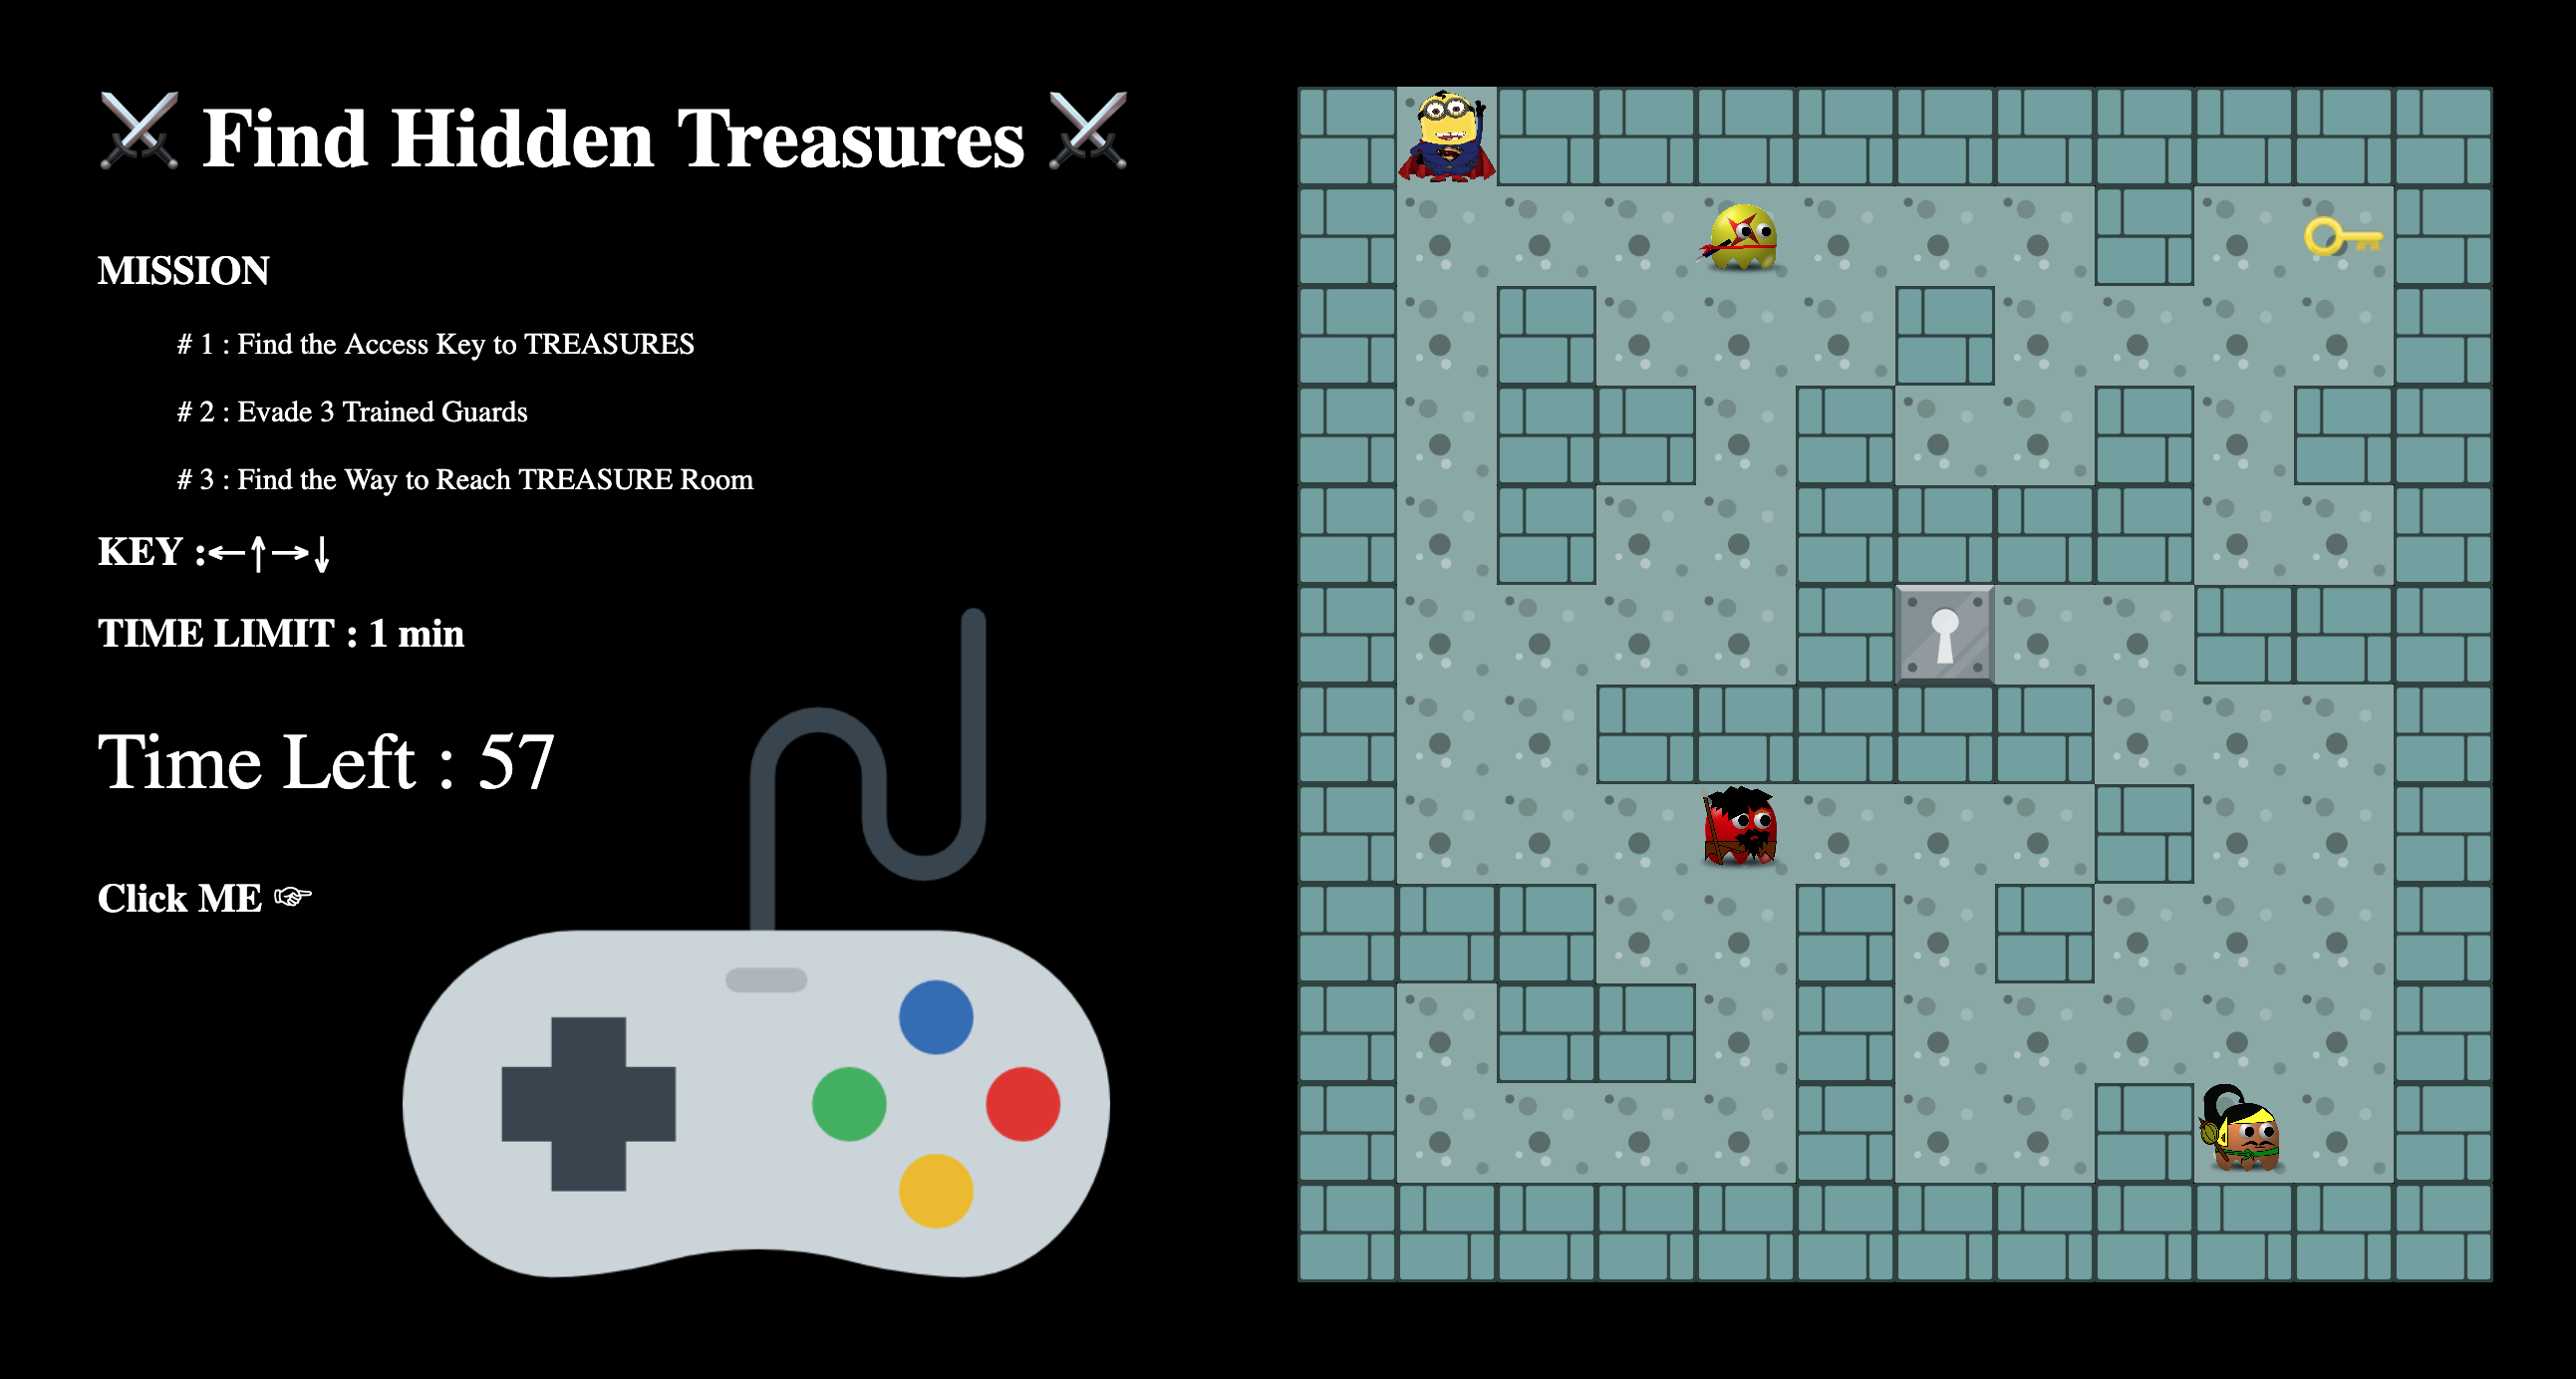 ⚔️ Find Hidden Treasures ⚔️
MISSION
# 1 : Find the Access Key to TREASURES
# 2 : Evade 3 Trained Guards
# 3 : Find the Way to Reach TREASURE Room
KEY :←↑→↓
TIME LIMIT : 1 min
Time Left : 57
Click ME 👉